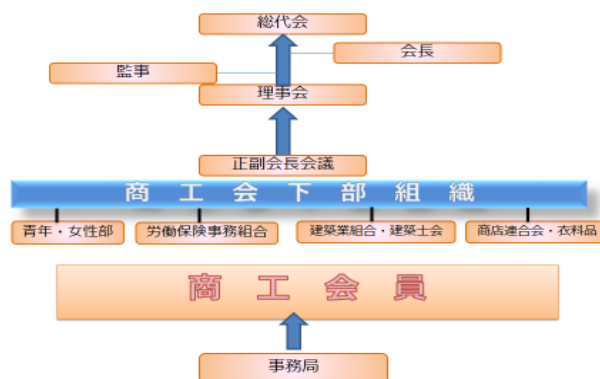 総代会
会長
監事
理事会
正副会長会議
商工会下部組織
青年・女性部
労働保険事務組合
建築業組合・建築士会
商店連合会・衣料品
商工会員
事務局